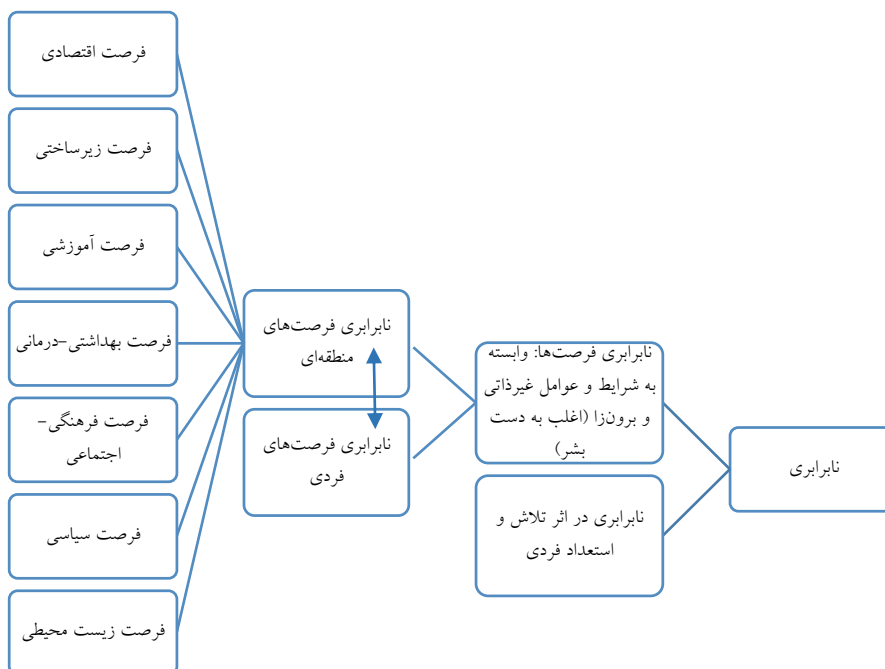 نابرابری
نابرابری فرصت‌ها: وابسته
به شرایط و عوامل غیرذاتی
و برون‌زا (اغلب به دست
بشر)
نابرابری در اثر تلاش و
استعداد فردی
نابرابری فرصت‌های
منطقه‌ای
نابرابری فرصت‌های
فردی
فرصت اقتصادی
فرصت زیرساختی
فرصت آموزشی
فرصت بهداشتی-درمانی
فرصت فرهنگی-
اجتماعی
فرصت سیاسی
فرصت زیست محیطی